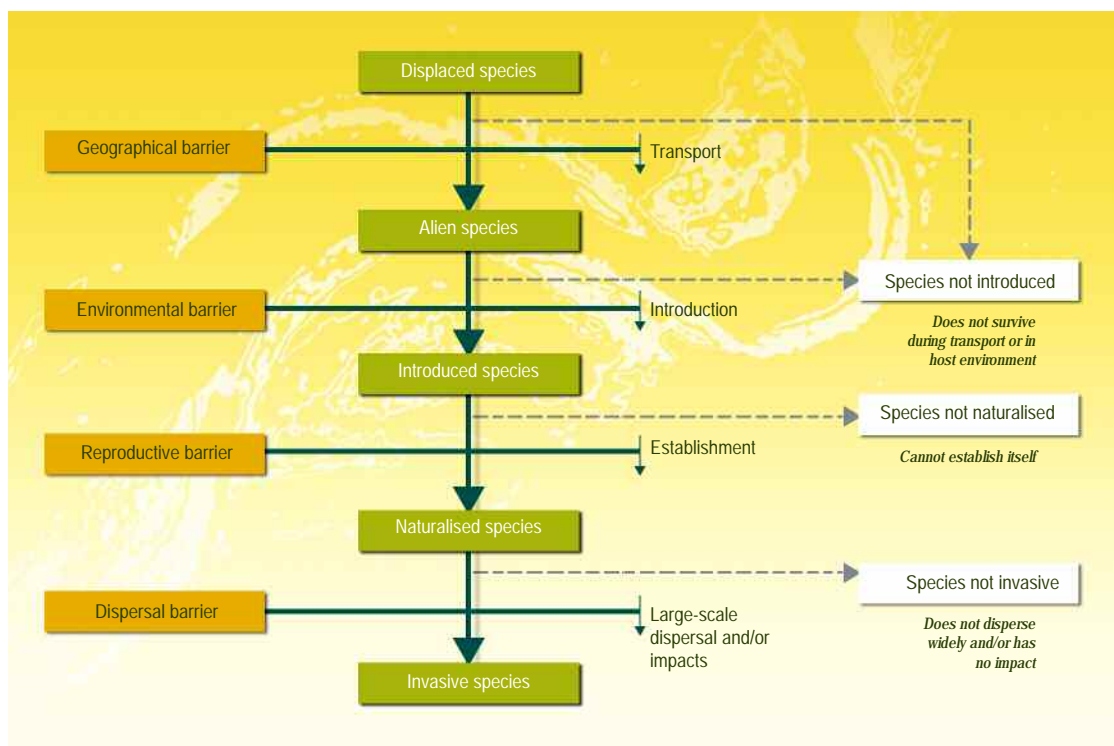 Displaced species
Geographical barrier
Transport
Alien species
Species not introduced
Environmental barrier
Introduction
Does not survive
during transport or in
host environment
Introduced species
Species not naturalised
Reproductive barrier
Establishment
Cannot establish itself
Naturalised species
Species not invasive
Dispersal barrier
Large-scale
dispersal and/or
impacts
Does not disperse
widely and/or has
no impact
Invasive species